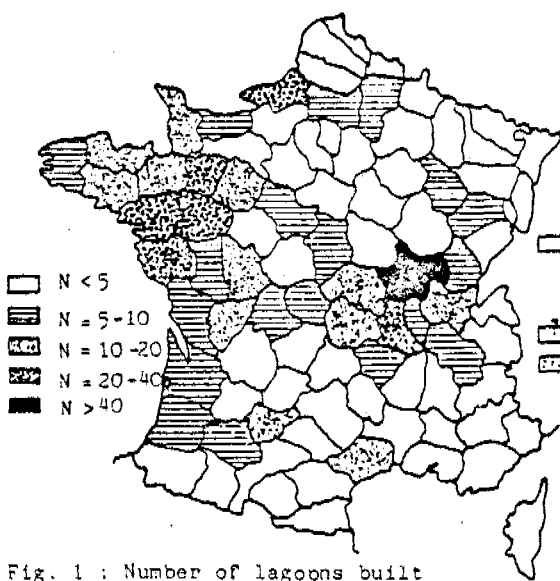 N < 5
N = 5-10
N = 10-20
N = 20-40
N > 40
Fig. 1 : Number of lagoons built